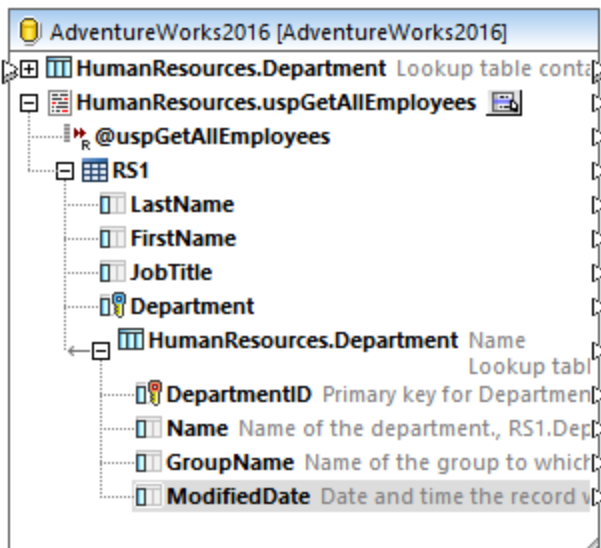 AdventureWorks2016 [AdventureWorks2016]
HumanResources.Department Lookup table conta
HumanResources.uspGetAllEmployees
R @uspGetAllEmployees
RS1
LastName
FirstName
JobTitle
Department
HumanResources.Department Name
Lookup tabl
DepartmentID Primary key for Departmen
Name Name of the department., RS1.Dep
GroupName Name of the group to which
ModifiedDate Date and time the record w